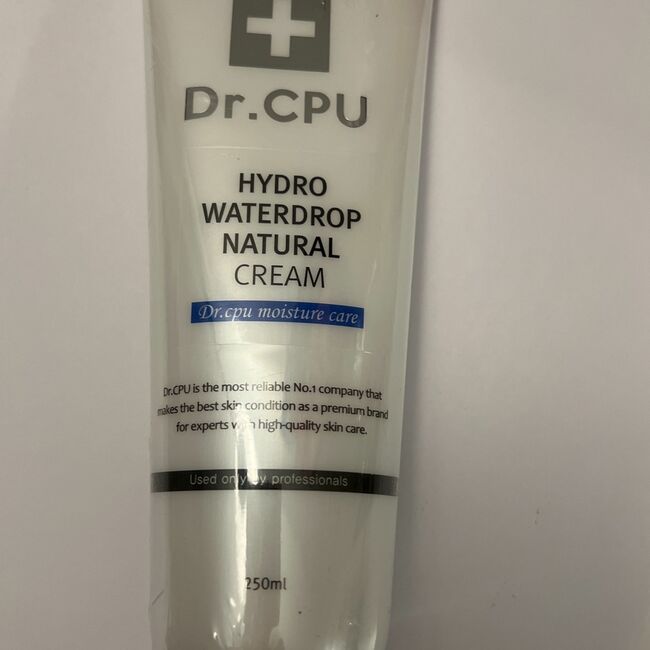 Dr.CPU
HYDRO
WATERDROP
NATURAL
CREAM
Dr.cpu moisture care
Dr.CPU is the most reliable No.1 company that
makes the best skin condition as a premium brand
for experts with high-quality skin care.
Used only by professionals
250ml